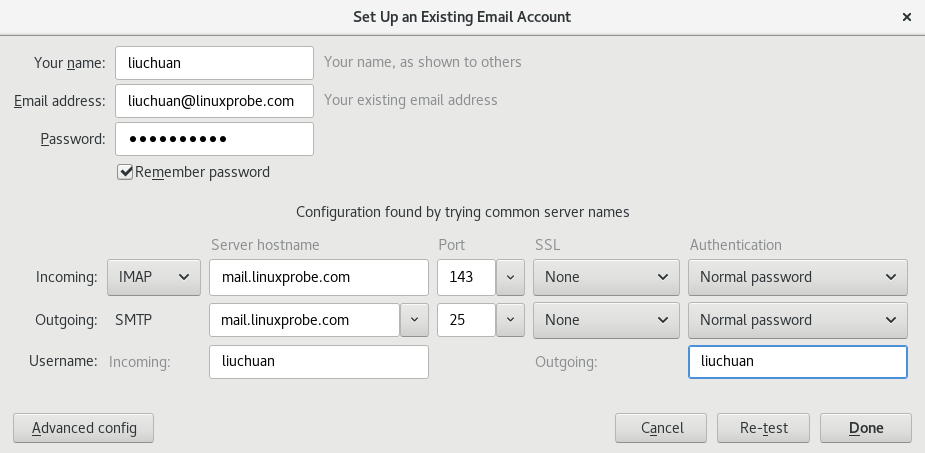 Set Up an Existing Email Account ×
Your name: liuchuan Your name, as shown to others
Email address: liuchuan@linuxprobe.com Your existing email address
Password: ●●●●●●●●●●
Remember password
Configuration found by trying common server names
Server hostname Port SSL Authentication
Incoming: IMAP mail.linuxprobe.com 143 None Normal password
Outgoing: SMTP mail.linuxprobe.com 25 None Normal password
Username: Incoming: liuchuan Outgoing: liuchuan
Advanced config Cancel Re-test Done